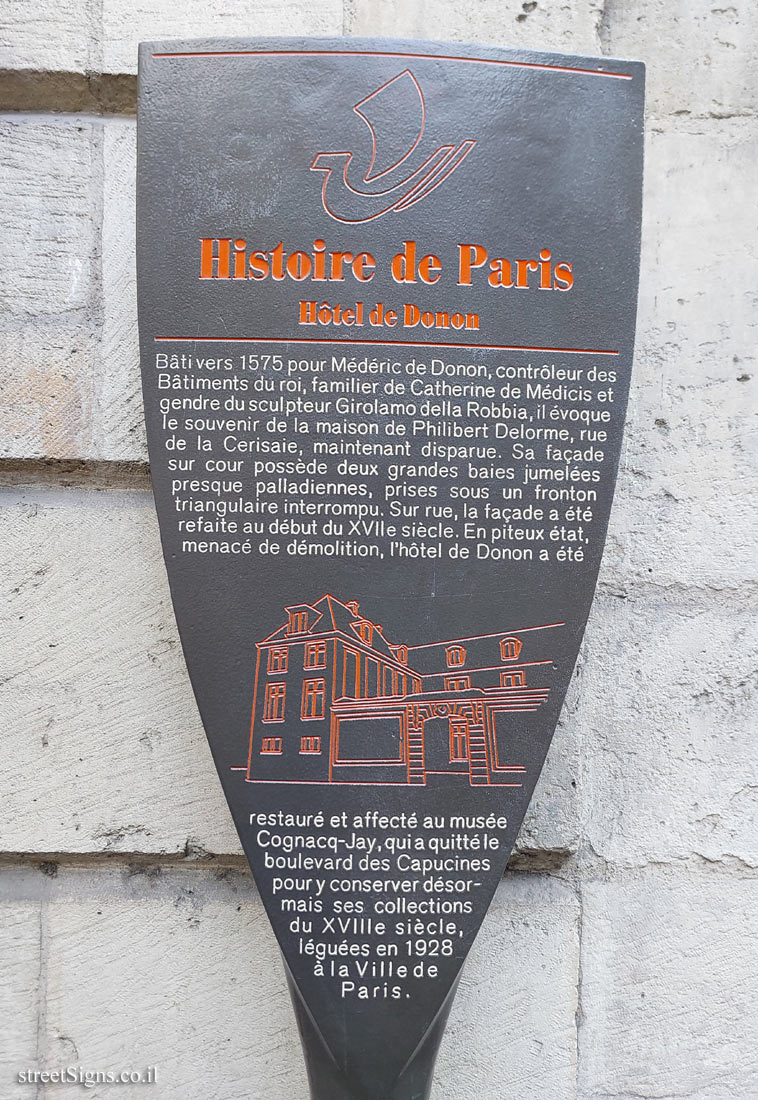 Histoire de Paris
Hôtel de Donon
Bâti vers 1575 pour Médéric de Donon, contrôleur des
Bâtiments du roi, familier de Catherine de Médicis et
gendre du sculpteur Girolamo della Robbia, il évoque
le souvenir de la maison de Philibert Delorme, rue
de la Cerisaie, maintenant disparue. Sa façade
sur cour possède deux grandes baies jumelées
presque palladiennes, prises sous un fronton
triangulaire interrompu. Sur rue, la façade a été
refaite au début du XVIIe siècle. En piteux état,
menacé de démolition, l'hôtel de Donon a été
restauré et affecté au musée
Cognacq-Jay, qui a quitté le
boulevard des Capucines
pour y conserver désor-
mais ses collections
du XVIIIe siècle,
léguées en 1928
à la Ville de
Paris.
streetSigns.co.il